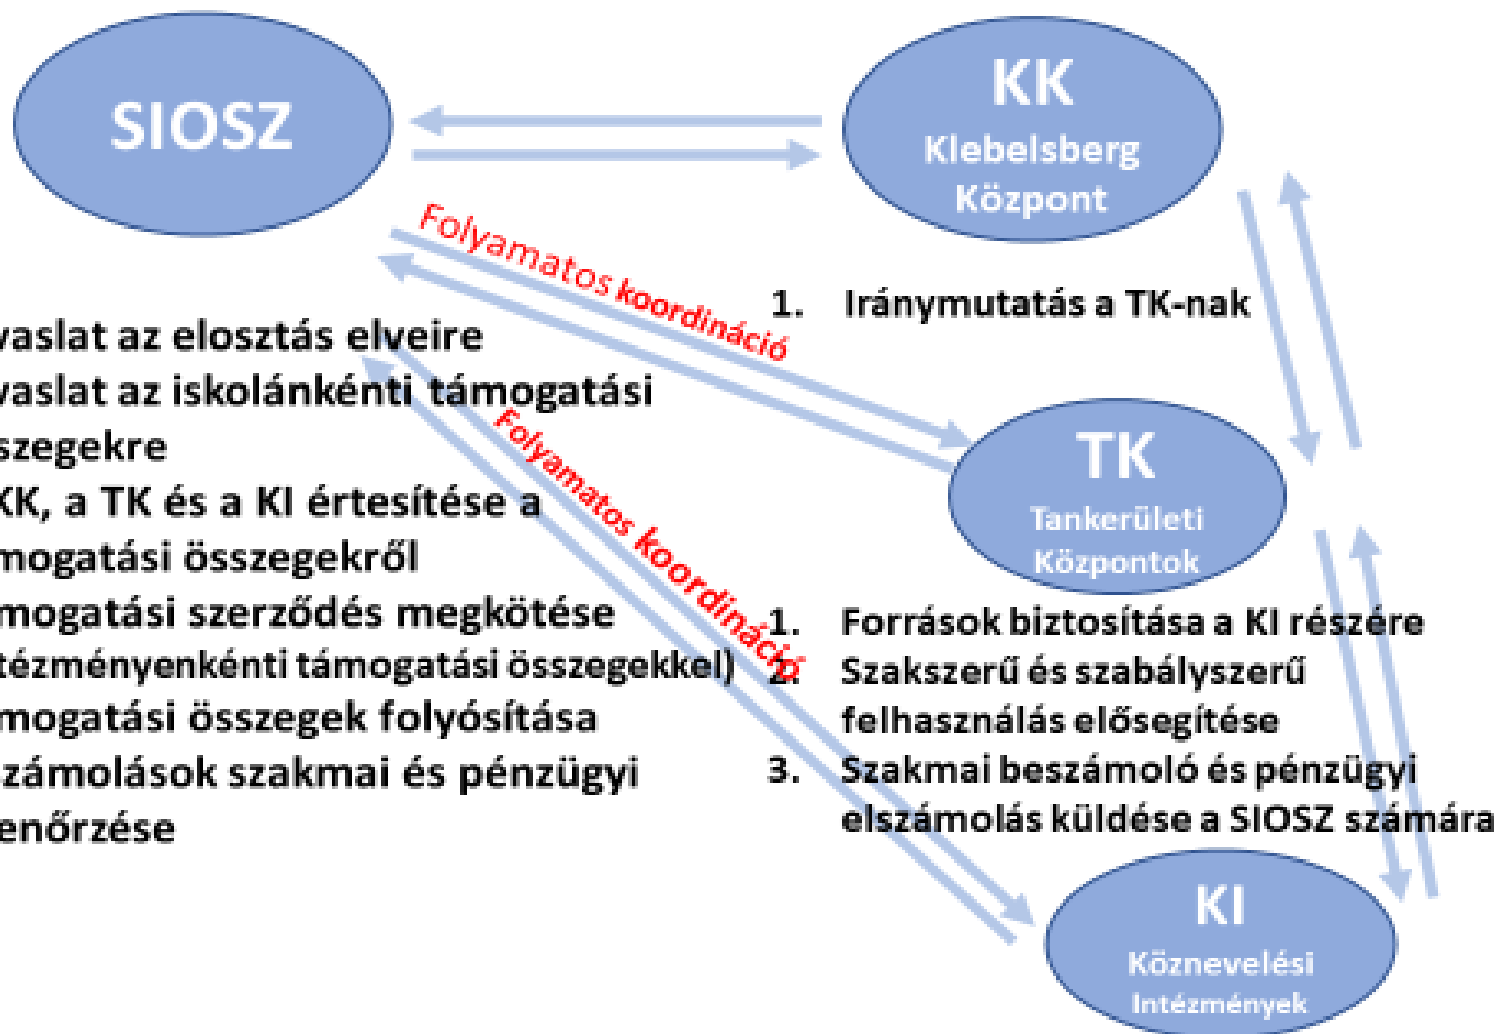 SIOSZ
KK
Klebelsberg
Központ
Folyamatos koordináció
1. Iránymutatás a TK-nak
vaslat az elosztás elveire
vaslat az iskolánkénti támogatási
szegekre
KK, a TK és a KI értesítése a
mogatási összegekről
mogatási szerződés megkötése
tézményenkénti támogatási összegekkel)
mogatási összegek folyósítása
számolások szakmai és pénzügyi
enőrzése
Folyamatos koordináció
TK
Tankerületi
Központok
1. Források biztosítása a KI részére
2. Szakszerű és szabályszerű
felhasználás elősegítése
3. Szakmai beszámoló és pénzügyi
elszámolás küldése a SIOSZ számára
KI
Köznevelési
Intézmények